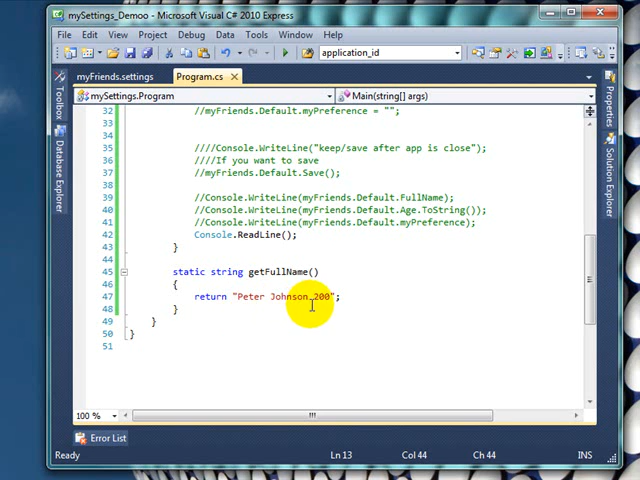 mySettings_Demoo - Microsoft Visual C# 2010 Express
File Edit View Project Debug Data Tools Window Help
application_id
myFriends.settings Program.cs
mySettings.Program Main(string[] args)
32 //myFriends.Default.myPreference = "";
33
34
35 ////Console.WriteLine("keep/save after app is close");
36 ////If you want to save
37 //myFriends.Default.Save();
38
39 //Console.WriteLine(myFriends.Default.FullName);
40 //Console.WriteLine(myFriends.Default.Age.ToString());
41 //Console.WriteLine(myFriends.Default.myPreference);
42 Console.ReadLine();
43 }
44
45 static string getFullName()
46 {
47 return "Peter Johnson 200";
48 }
49 }
50 }
51
100 %
Error List
Ready Ln 13 Col 44 Ch 44 INS
Toolbox
Database Explorer
Properties
Solution Explorer